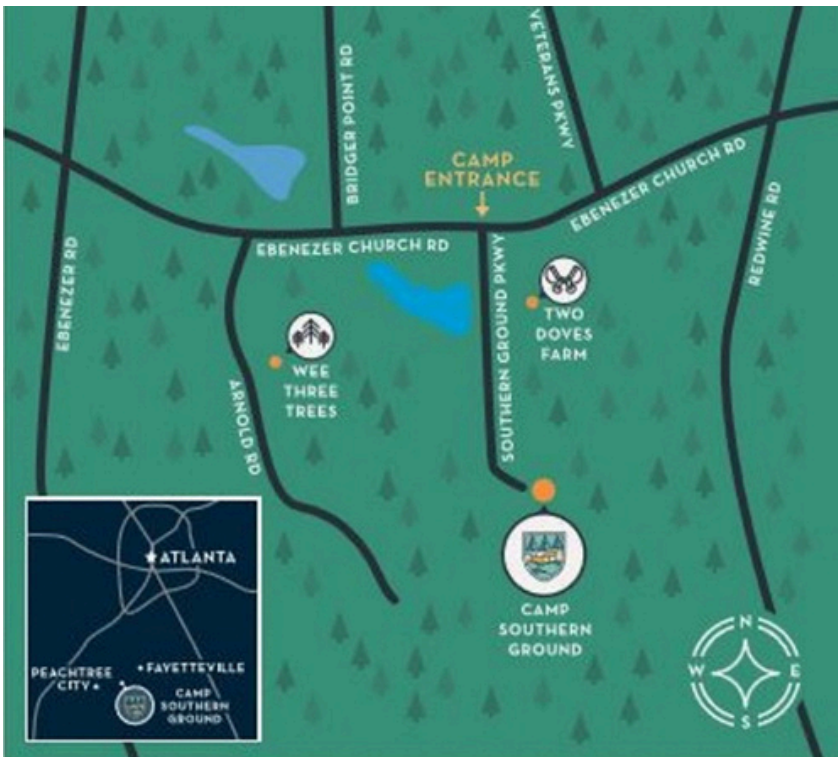 BRIDGER POINT RD
VETERANS PKWY
CAMP
ENTRANCE
EBENEZER CHURCH RD
EBENEZER CHURCH RD
EBENEZER RD
REDWINE RD
SOUTHERN GROUND PKWY
TWO
DOVES
FARM
WEE
THREE
TREES
ARNOLD RD
CAMP
SOUTHERN
GROUND
ATLANTA
FAYETTEVILLE
PEACHTREE
CITY
CAMP
SOUTHERN
GROUND
N
W
E
S